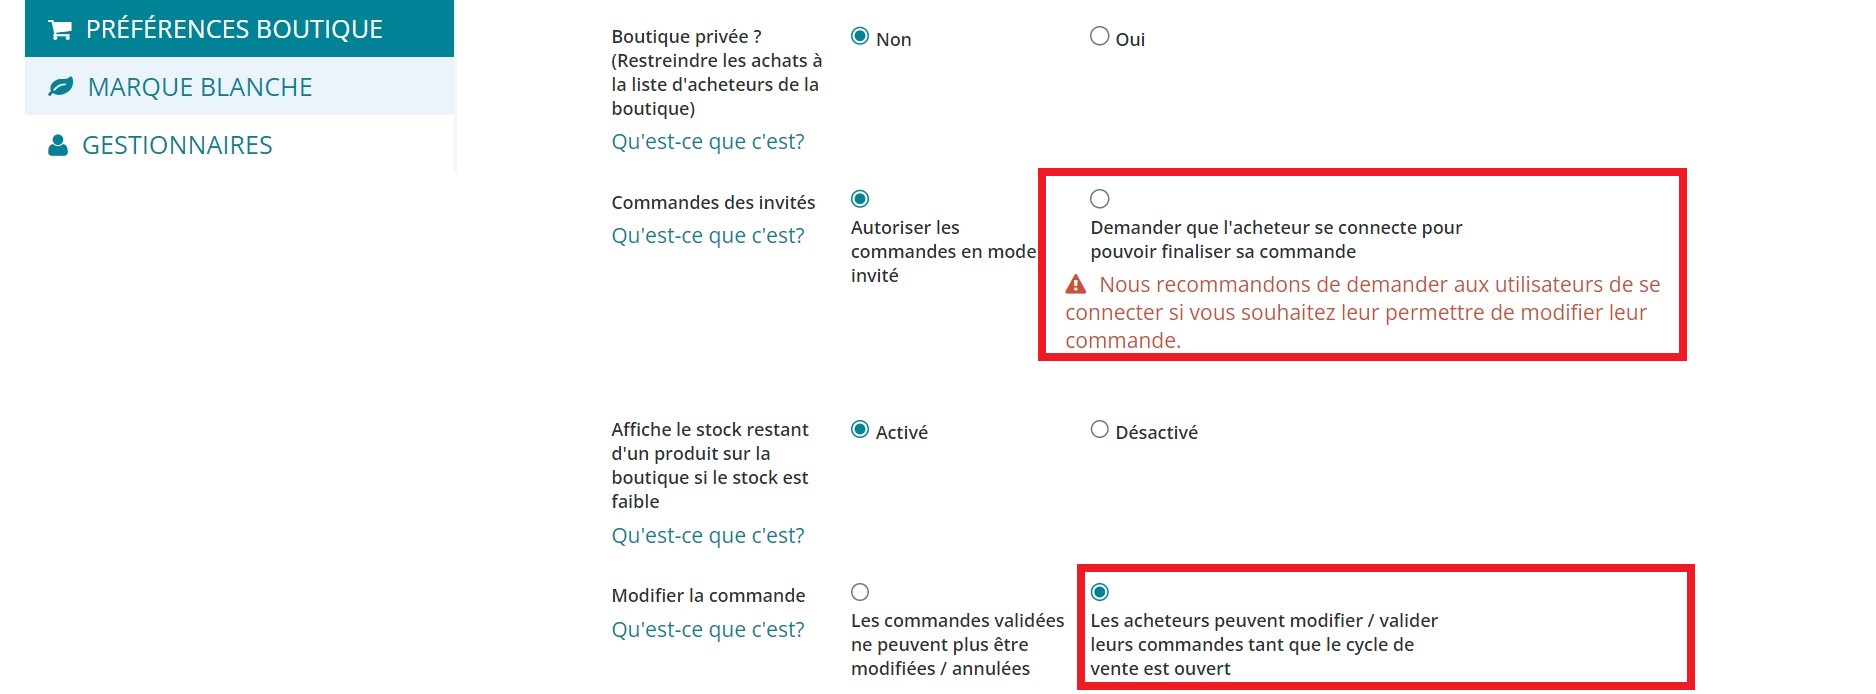 PRÉFÉRENCES BOUTIQUE
MARQUE BLANCHE
GESTIONNAIRES
Boutique privée ?
(Restreindre les achats à
la liste d'acheteurs de la
boutique)
Qu'est-ce que c'est?
Non
Oui
Commandes des invités
Qu'est-ce que c'est?
Autoriser les
commandes en mode
invité
Demander que l'acheteur se connecte pour
pouvoir finaliser sa commande
Nous recommandons de demander aux utilisateurs de se
connecter si vous souhaitez leur permettre de modifier leur
commande.
Affiche le stock restant
d'un produit sur la
boutique si le stock est
faible
Qu'est-ce que c'est?
Activé
Désactivé
Modifier la commande
Qu'est-ce que c'est?
Les commandes validées
ne peuvent plus être
modifiées / annulées
Les acheteurs peuvent modifier / valider
leurs commandes tant que le cycle de
vente est ouvert